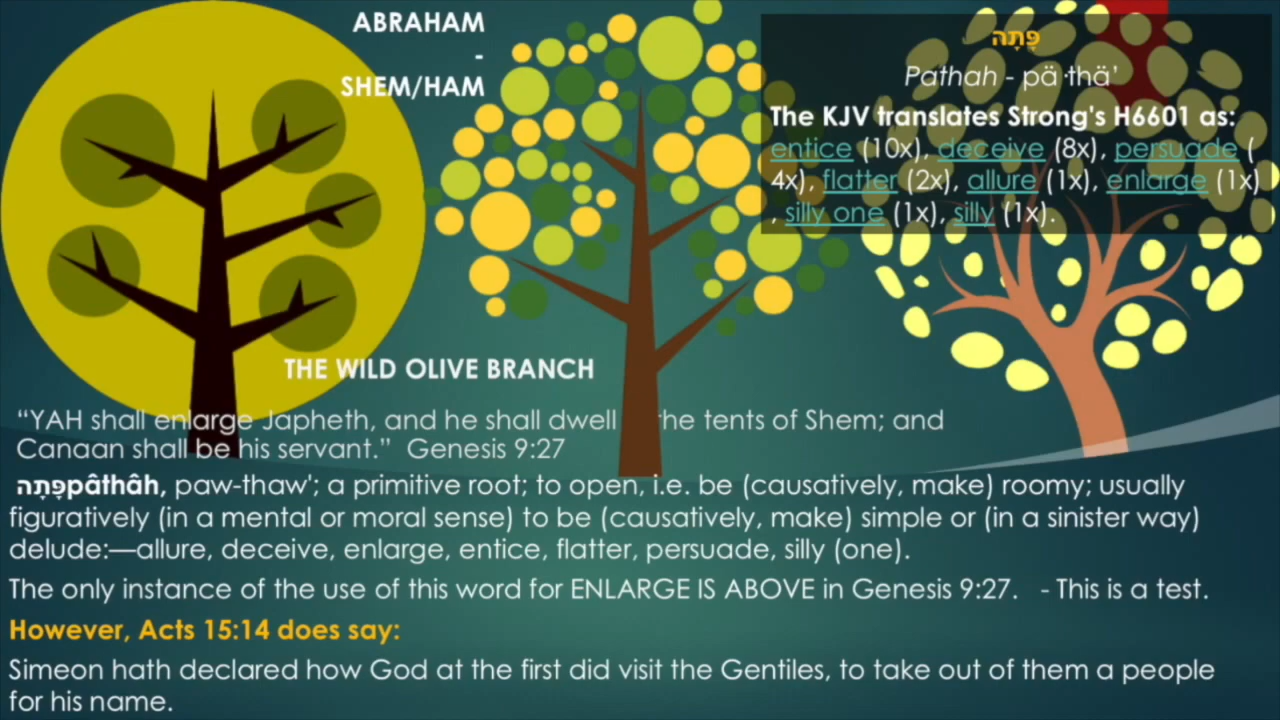 ABRAHAM
-
SHEM/HAM
פָּתָה
Pathah - pä·thä'
The KJV translates Strong's H6601 as:
entice (10x), deceive (8x), persuade (
4x), flatter (2x), allure (1x), enlarge (1x)
, silly one (1x), silly (1x).
THE WILD OLIVE BRANCH
“YAH shall enlarge Japheth, and he shall dwell the tents of Shem; and
Canaan shall be his servant.” Genesis 9:27
פָּתָהpâthâh, paw-thaw'; a primitive root; to open, i.e. be (causatively, make) roomy; usually
figuratively (in a mental or moral sense) to be (causatively, make) simple or (in a sinister way)
delude:—allure, deceive, enlarge, entice, flatter, persuade, silly (one).
The only instance of the use of this word for ENLARGE IS ABOVE in Genesis 9:27. - This is a test.
However, Acts 15:14 does say:
Simeon hath declared how God at the first did visit the Gentiles, to take out of them a people
for his name.